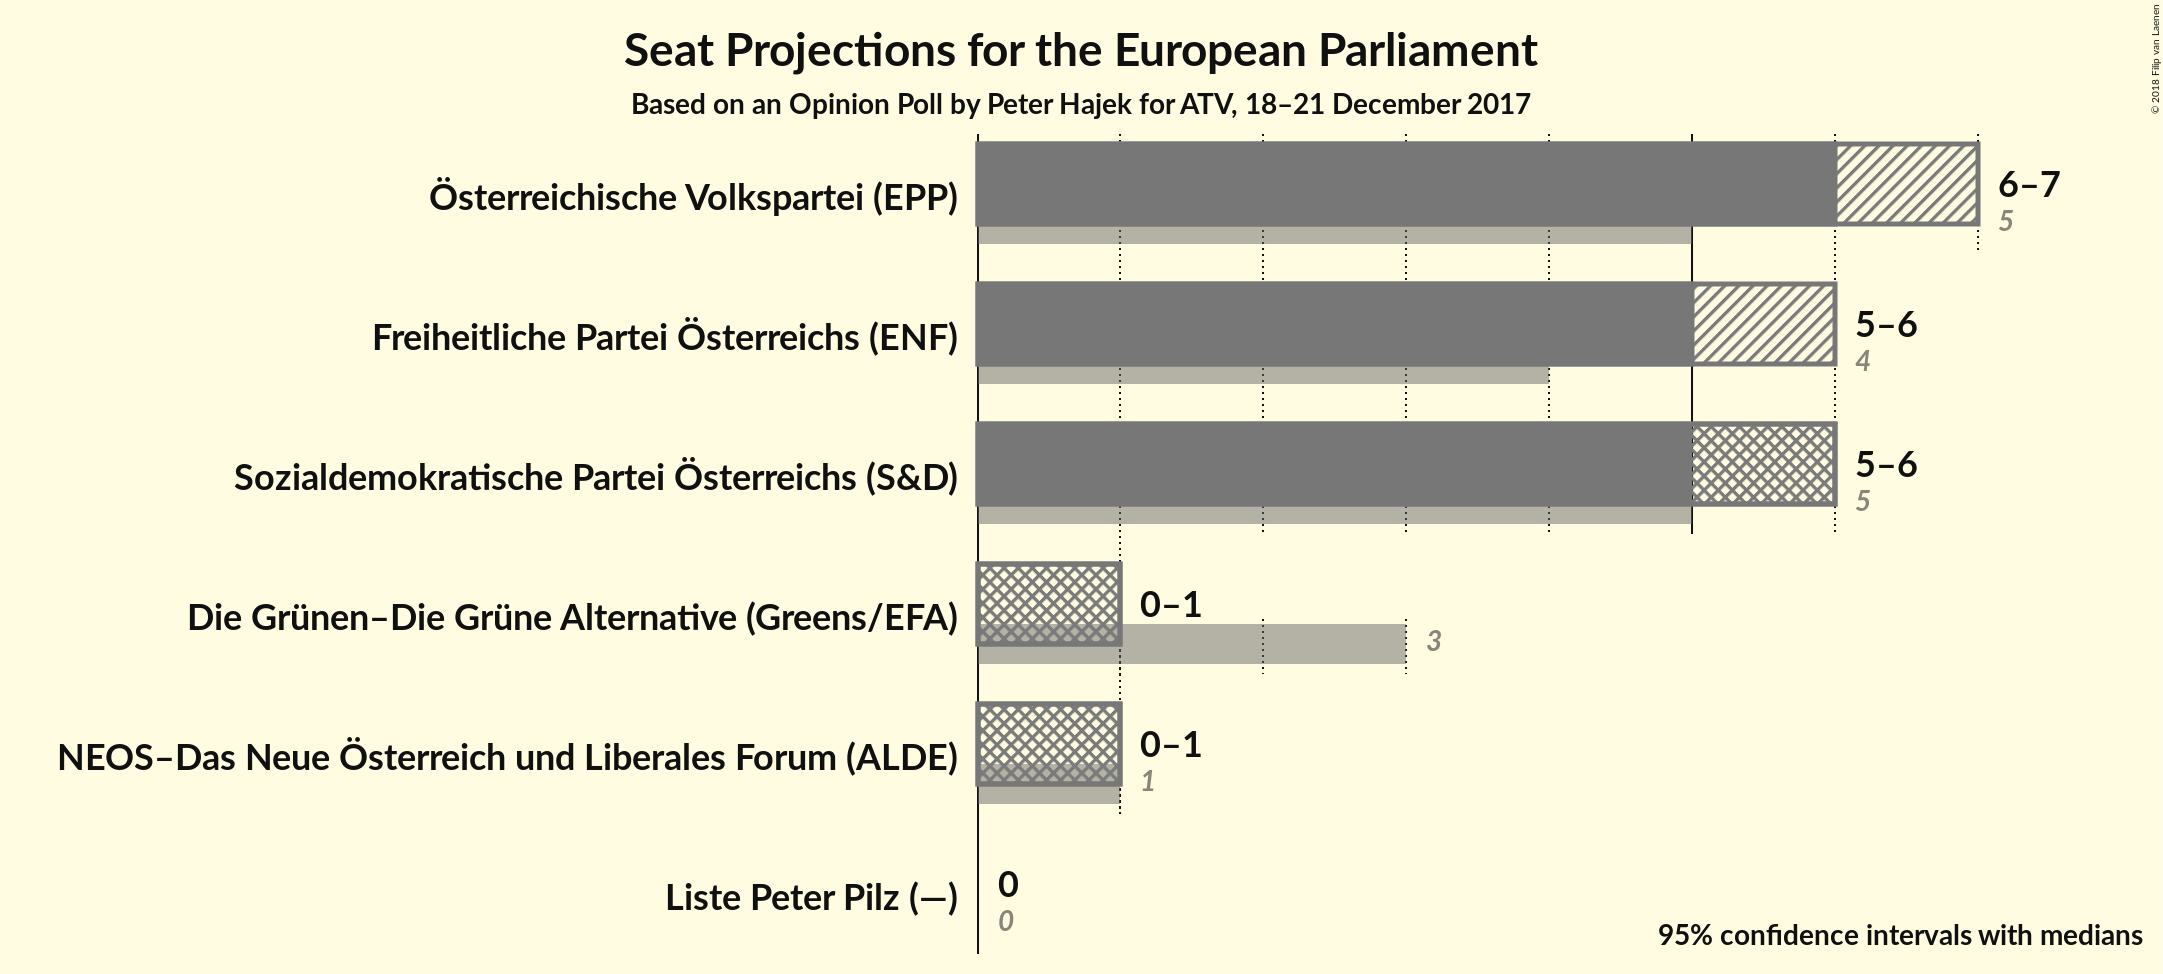 Seat Projections for the European Parliament
Based on an Opinion Poll by Peter Hajek for ATV, 18–21 December 2017
© 2018 Filip van Laenen
Österreichische Volkspartei (EPP)
6–7
5
Freiheitliche Partei Österreichs (ENF)
5–6
4
Sozialdemokratische Partei Österreichs (S&D)
5–6
5
Die Grünen–Die Grüne Alternative (Greens/EFA)
0–1
3
NEOS–Das Neue Österreich und Liberales Forum (ALDE)
0–1
1
Liste Peter Pilz (—)
0
0
95% confidence intervals with medians